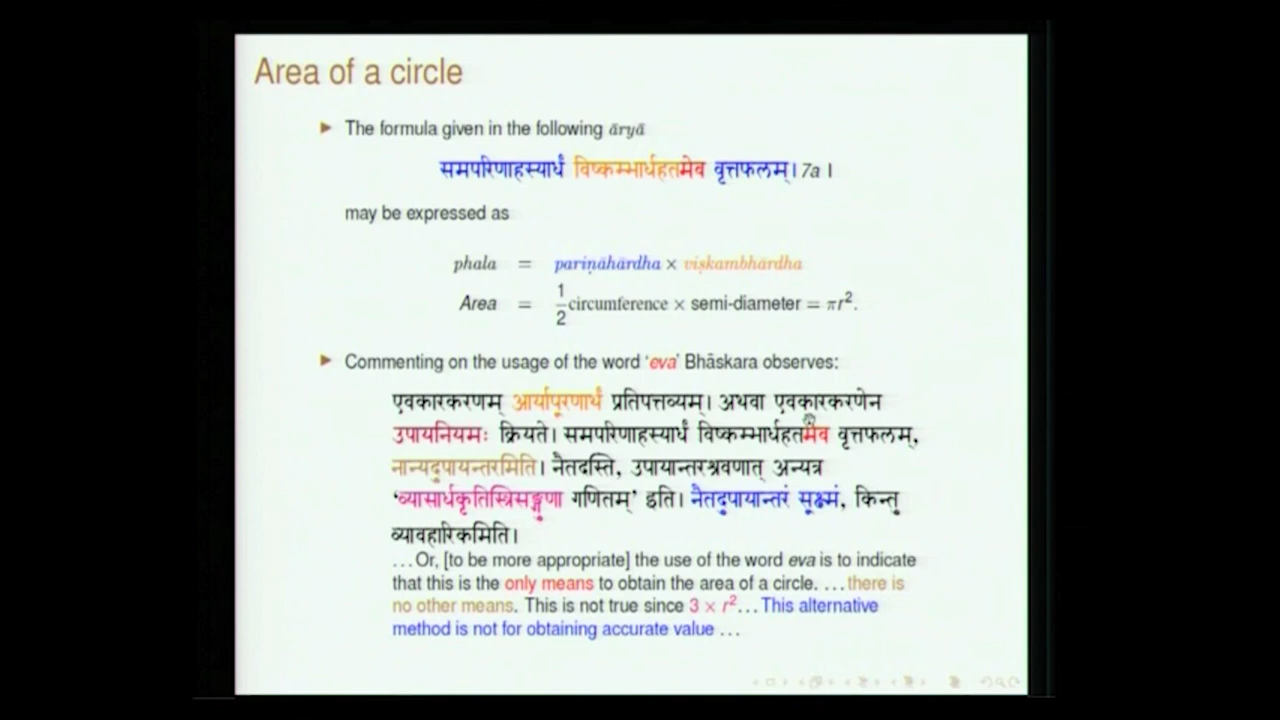 Area of a circle
▶ The formula given in the following āryā
समपरिणाहस्यार्धं विष्कम्भार्धहतमेव वृत्तफलम्। 7a ।
may be expressed as
phala = pariṇāhārdha × viṣkambhārdha
Area = 1/2 circumference × semi-diameter = πr².
▶ Commenting on the usage of the word ‘eva’ Bhāskara observes:
एवकारकरणम् आर्यापूरणार्थं प्रतिपत्तव्यम्। अथवा एवकारकरणेन
उपायनियमः क्रियते। समपरिणाहस्यार्धं विष्कम्भार्धहतमेव वृत्तफलम्,
नान्यदुपायन्तरमिति। नैतदस्ति, उपायान्तरश्रवणात् अन्यत्र
‘व्यासार्धकृतिस्त्रिसङ्गुणा गणितम्’ इति। नैतदुपायान्तरं सूक्ष्मं, किन्तु
व्यावहारिकमिति।
...Or, [to be more appropriate] the use of the word eva is to indicate
that this is the only means to obtain the area of a circle. ...there is
no other means. This is not true since 3 × r²...This alternative
method is not for obtaining accurate value ...